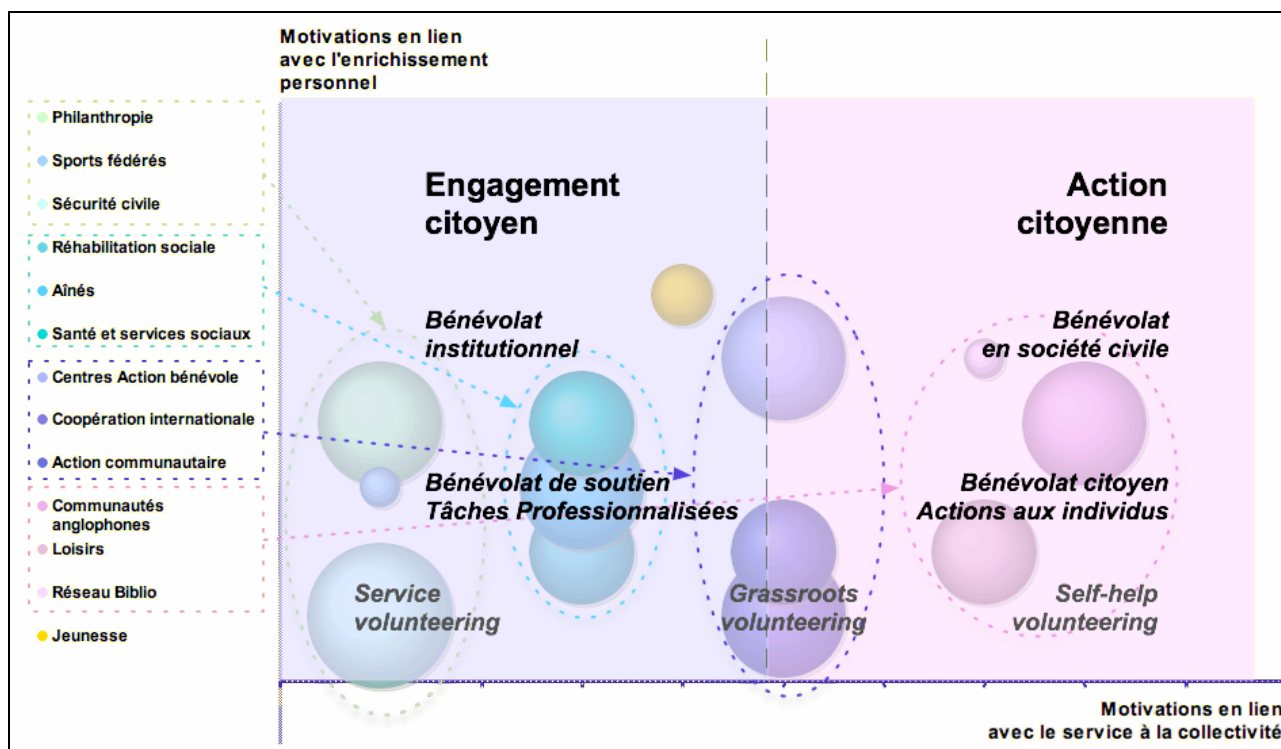 Motivations en lien
avec l'enrichissement
personnel
Philanthropie
Sports fédérés
Sécurité civile
Réhabilitation sociale
Aînés
Santé et services sociaux
Centres Action bénévole
Coopération internationale
Action communautaire
Communautés
anglophones
Loisirs
Réseau Biblio
Jeunesse
Engagement
citoyen
Action
citoyenne
Bénévolat
institutionnel
Bénévolat
en société civile
Bénévolat de soutien
Tâches Professionnalisées
Bénévolat citoyen
Actions aux individus
Service
volunteering
Grassroots
volunteering
Self-help
volunteering
Motivations en lien
avec le service à la collectivité